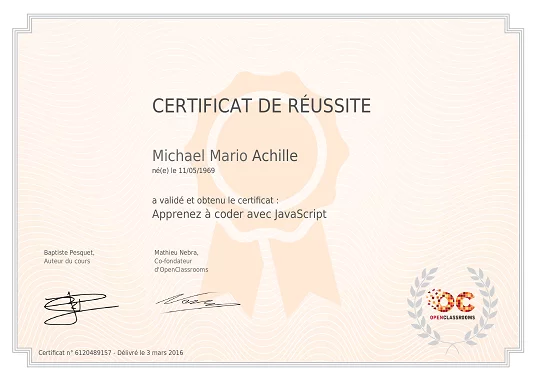 CERTIFICAT DE RÉUSSITE
Michael Mario Achille
né(e) le 11/05/1969
a validé et obtenu le certificat :
Apprenez à coder avec JavaScript
Baptiste Pesquet,
Auteur du cours
Mathieu Nebra,
Co-fondateur
d'OpenClassrooms
OC
OPENCLASSROOMS
Certificat n° 6120489157 - Délivré le 3 mars 2016